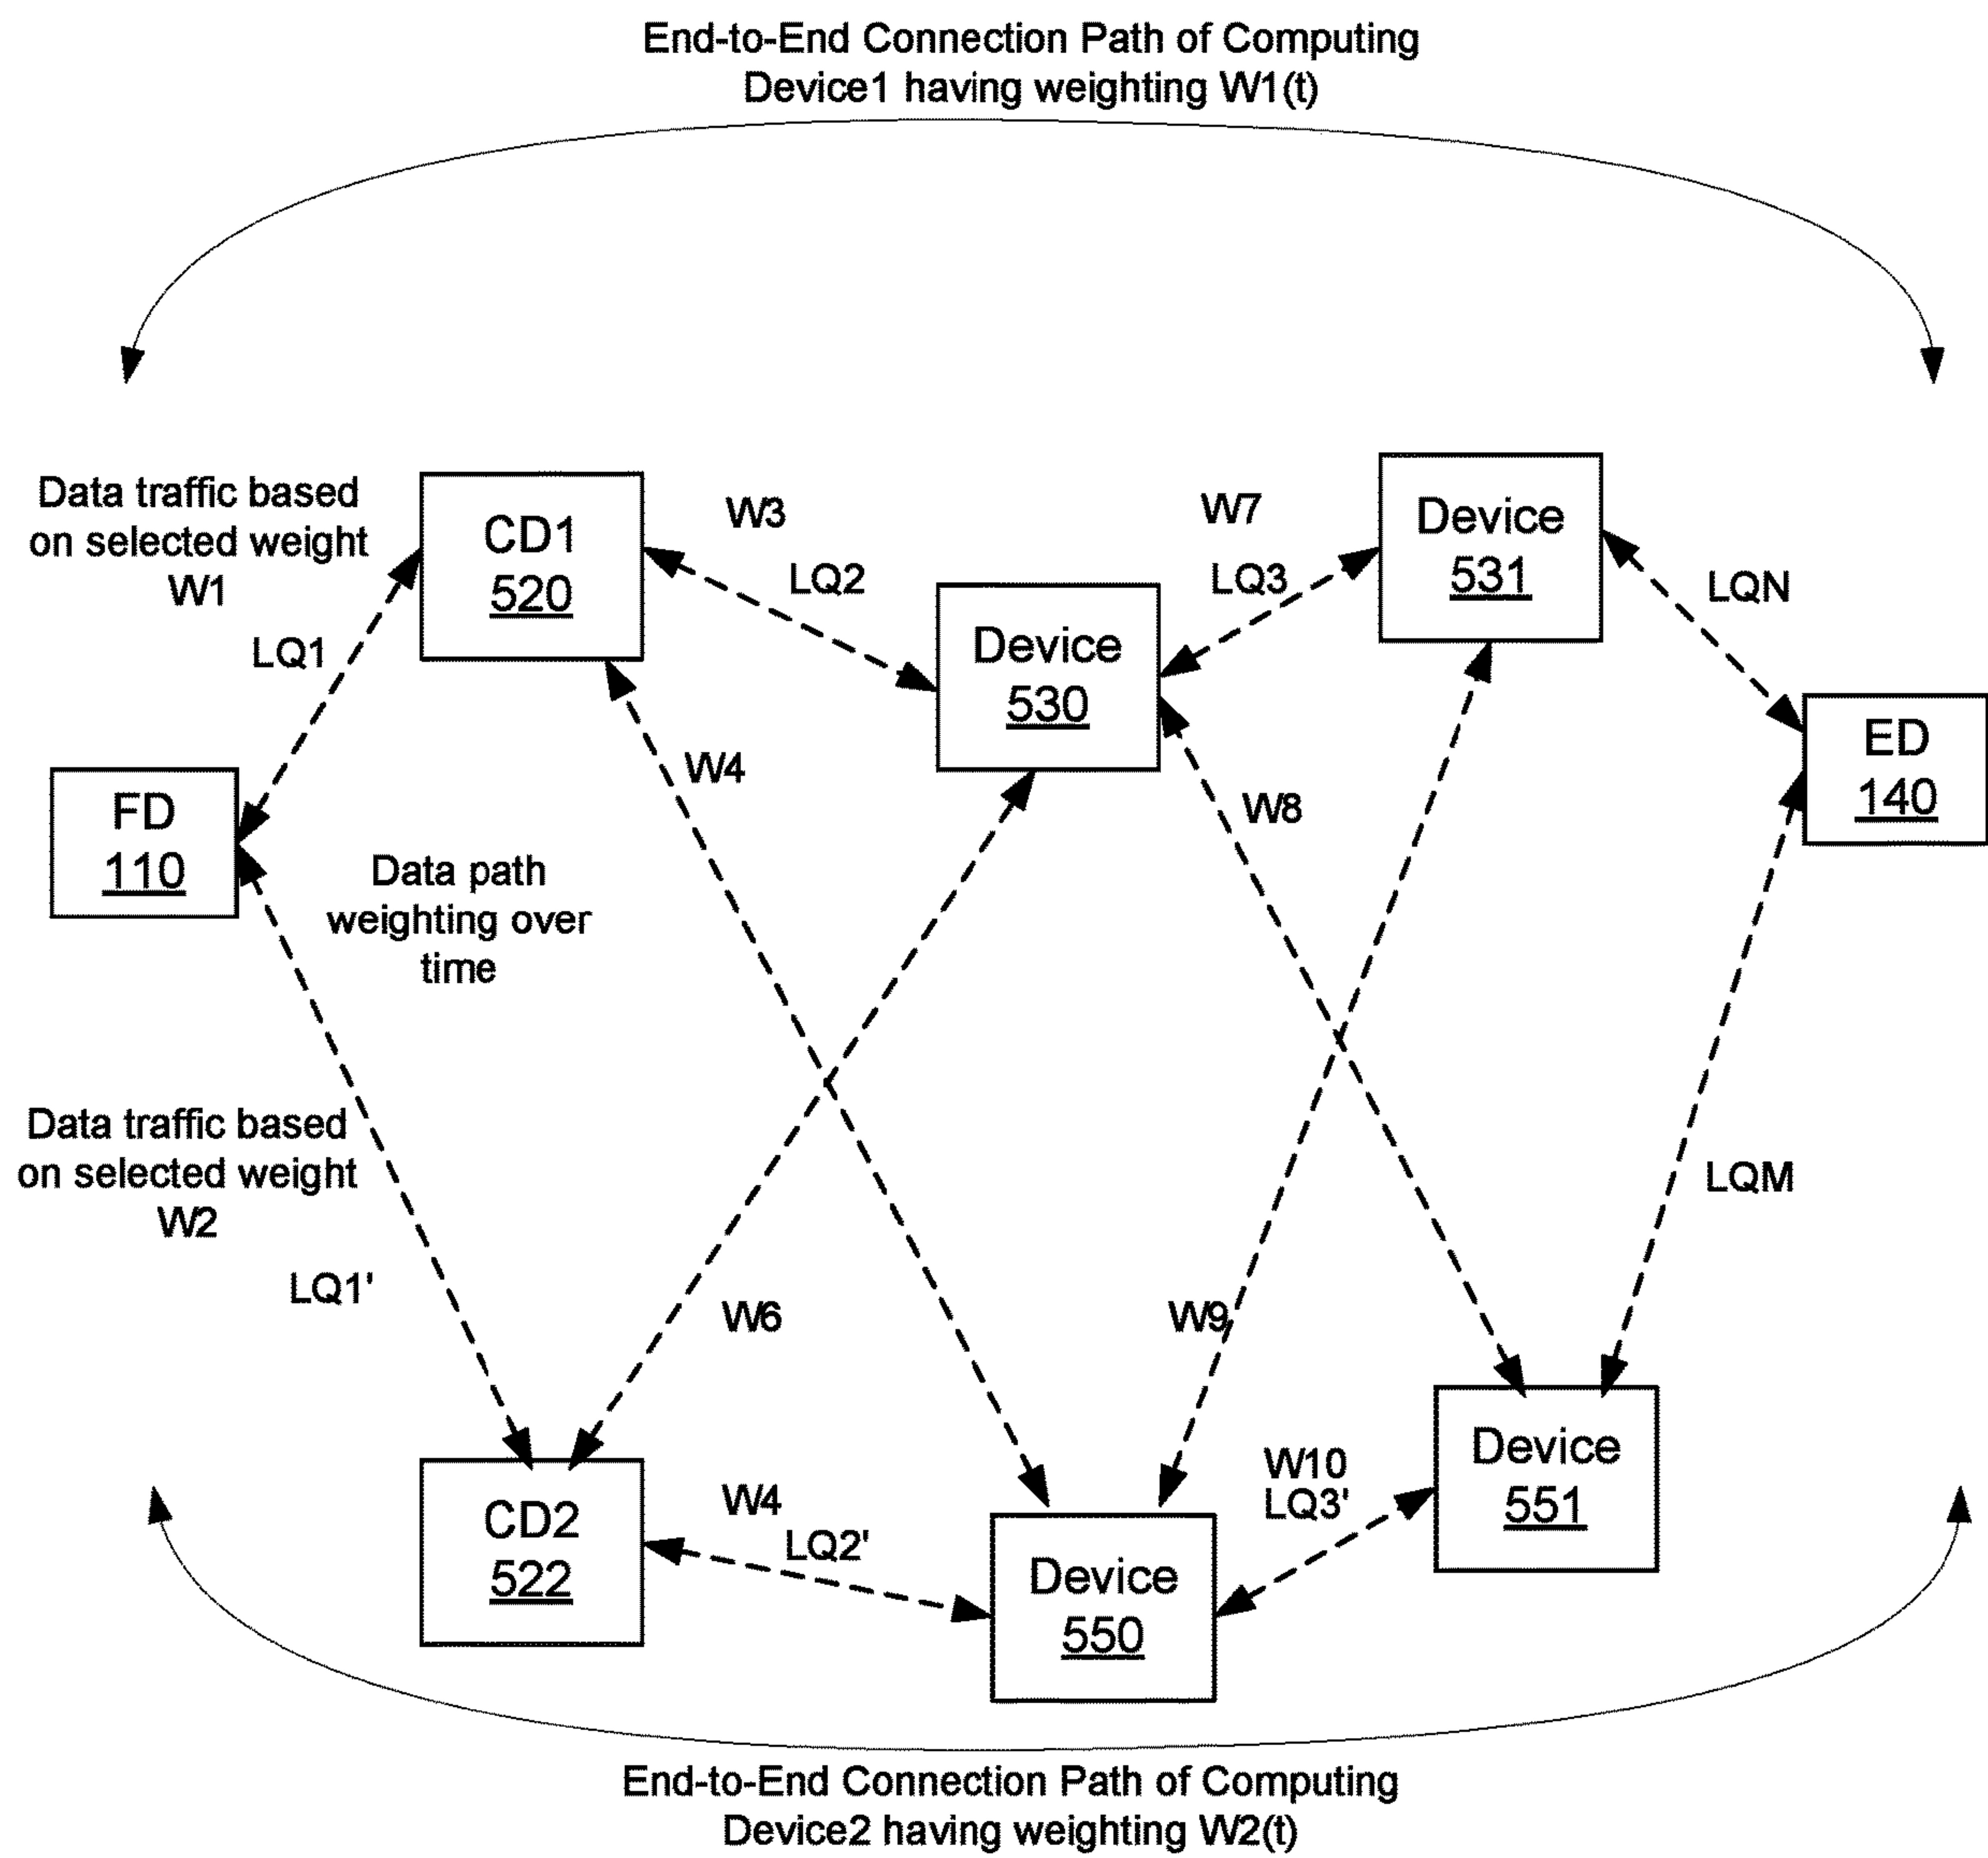 End-to-End Connection Path of Computing
Device1 having weighting W1(t)
Data traffic based
on selected weight
W1
LQ1
CD1
520
W3
LQ2
Device
530
W7
LQ3
Device
531
LQN
ED
140
FD
110
W4
W8
Data path
weighting over
time
Data traffic based
on selected weight
W2
LQ1'
W6
W9
LQM
CD2
522
W4
LQ2'
Device
550
W10
LQ3'
Device
551
End-to-End Connection Path of Computing
Device2 having weighting W2(t)